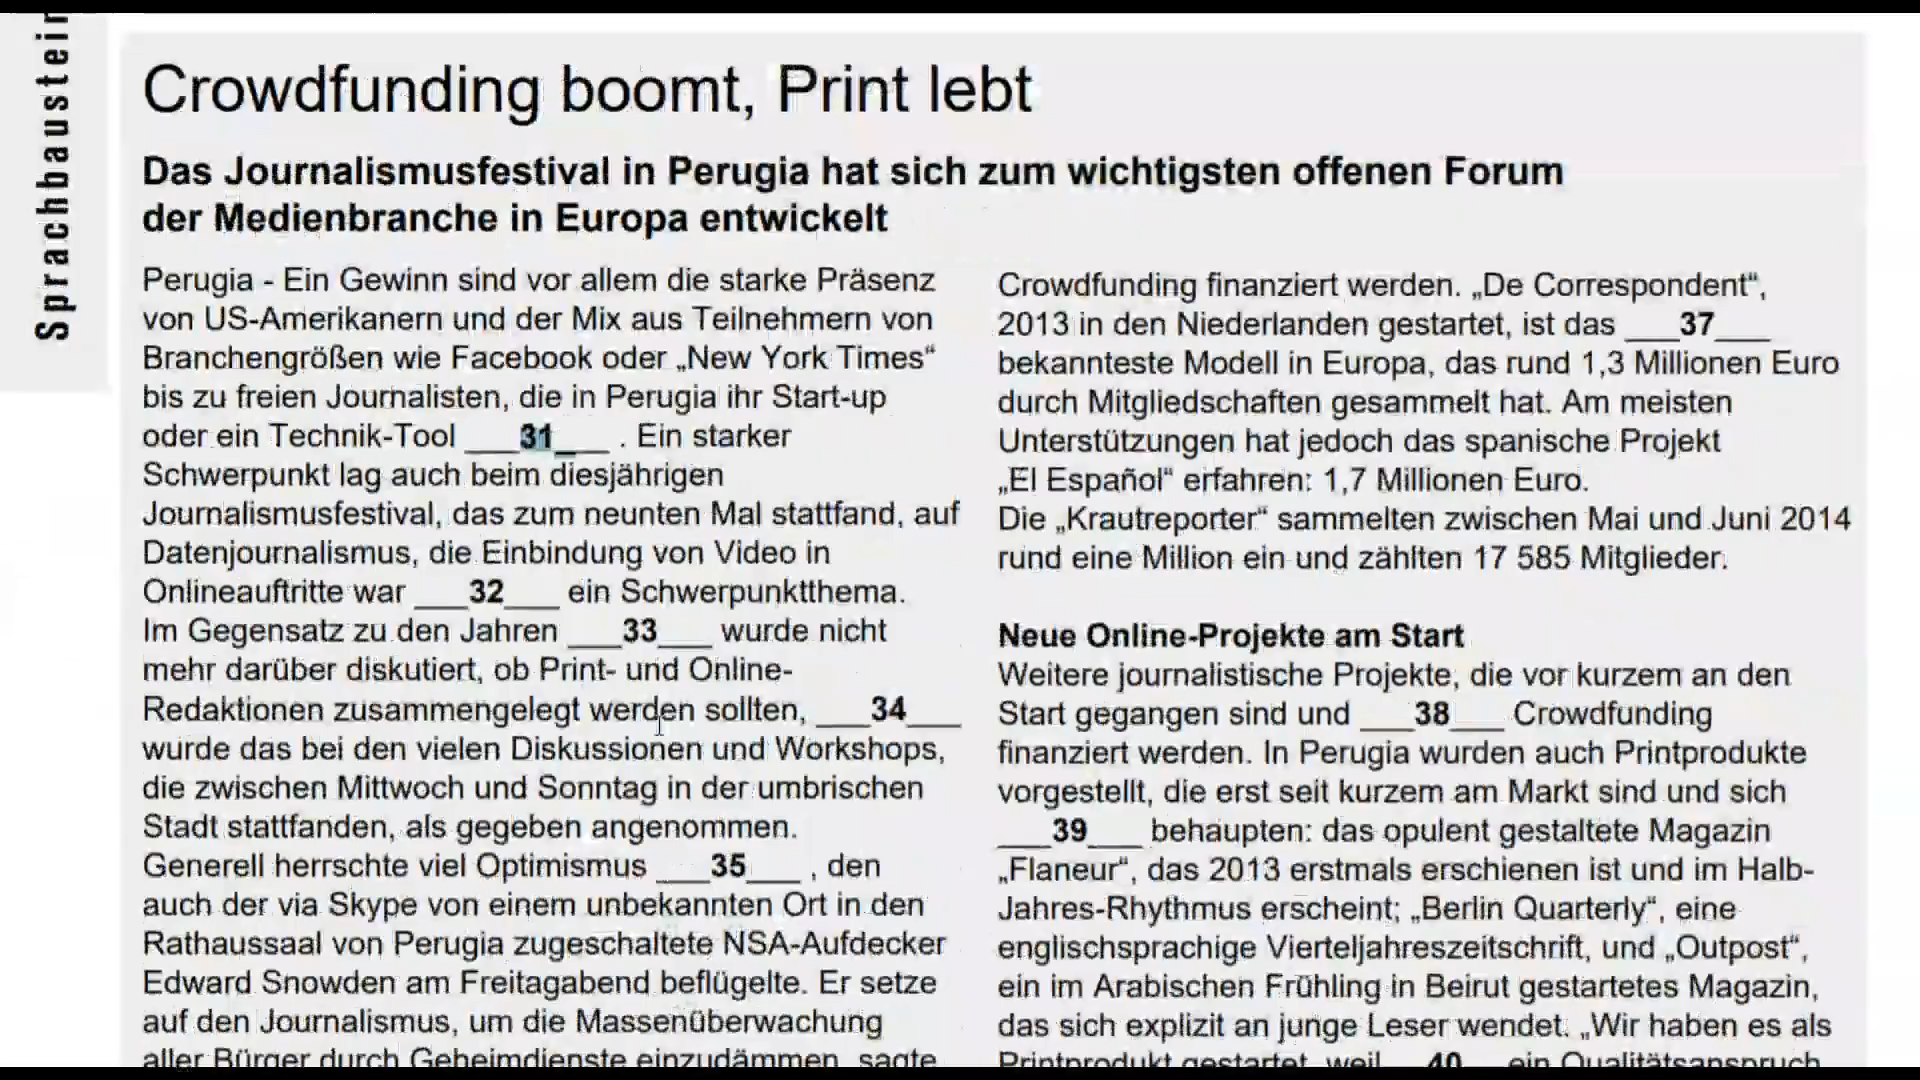 Sprachbaustein
Crowdfunding boomt, Print lebt
Das Journalismusfestival in Perugia hat sich zum wichtigsten offenen Forum
der Medienbranche in Europa entwickelt
Perugia - Ein Gewinn sind vor allem die starke Präsenz
von US-Amerikanern und der Mix aus Teilnehmern von
Branchengrößen wie Facebook oder „New York Times“
bis zu freien Journalisten, die in Perugia ihr Start-up
oder ein Technik-Tool ___31___ . Ein starker
Schwerpunkt lag auch beim diesjährigen
Journalismusfestival, das zum neunten Mal stattfand, auf
Datenjournalismus, die Einbindung von Video in
Onlineauftritte war ___32___ ein Schwerpunktthema.
Im Gegensatz zu den Jahren ___33___ wurde nicht
mehr darüber diskutiert, ob Print- und Online-
Redaktionen zusammengelegt werden sollten, ___34___
wurde das bei den vielen Diskussionen und Workshops,
die zwischen Mittwoch und Sonntag in der umbrischen
Stadt stattfanden, als gegeben angenommen.
Generell herrschte viel Optimismus ___35___ , den
auch der via Skype von einem unbekannten Ort in den
Rathaussaal von Perugia zugeschaltete NSA-Aufdecker
Edward Snowden am Freitagabend beflügelte. Er setze
auf den Journalismus, um die Massenüberwachung
aller Bürger durch Geheimdienste einzudämmen, sagte
Crowdfunding finanziert werden. „De Correspondent“,
2013 in den Niederlanden gestartet, ist das ___37___
bekannteste Modell in Europa, das rund 1,3 Millionen Euro
durch Mitgliedschaften gesammelt hat. Am meisten
Unterstützungen hat jedoch das spanische Projekt
„El Español“ erfahren: 1,7 Millionen Euro.
Die „Krautreporter“ sammelten zwischen Mai und Juni 2014
rund eine Million ein und zählten 17 585 Mitglieder.
Neue Online-Projekte am Start
Weitere journalistische Projekte, die vor kurzem an den
Start gegangen sind und ___38___ Crowdfunding
finanziert werden. In Perugia wurden auch Printprodukte
vorgestellt, die erst seit kurzem am Markt sind und sich
___39___ behaupten: das opulent gestaltete Magazin
„Flaneur“, das 2013 erstmals erschienen ist und im Halb-
Jahres-Rhythmus erscheint; „Berlin Quarterly“, eine
englischsprachige Vierteljahreszeitschrift, und „Outpost“,
ein im Arabischen Frühling in Beirut gestartetes Magazin,
das sich explizit an junge Leser wendet. „Wir haben es als
Printprodukt gestartet, weil ___40___ ein Qualitätsanspruch